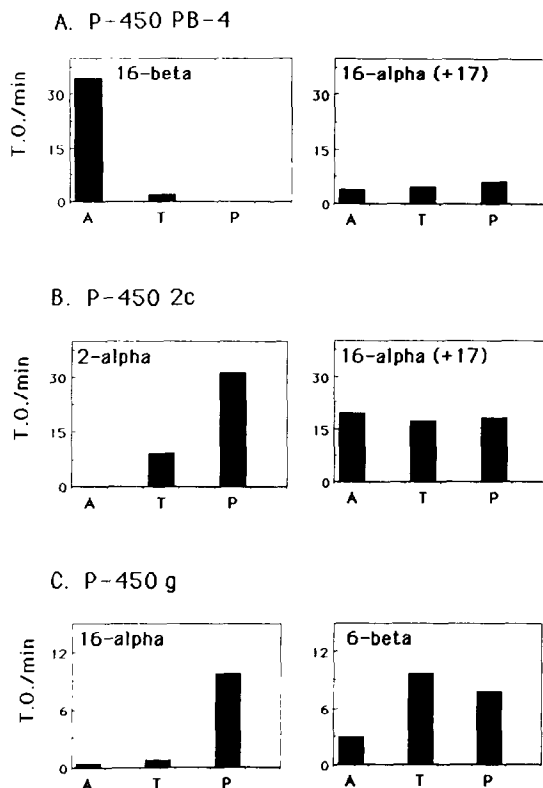 A. P-450 PB-4
T.O./min
16-beta
30
15
0
A T P
16-alpha (+17)
30
15
0
A T P
B. P-450 2c
T.O./min
2-alpha
30
15
0
A T P
16-alpha (+17)
30
15
0
A T P
C. P-450 g
T.O./min
16-alpha
12
6
0
A T P
6-beta
12
6
0
A T P